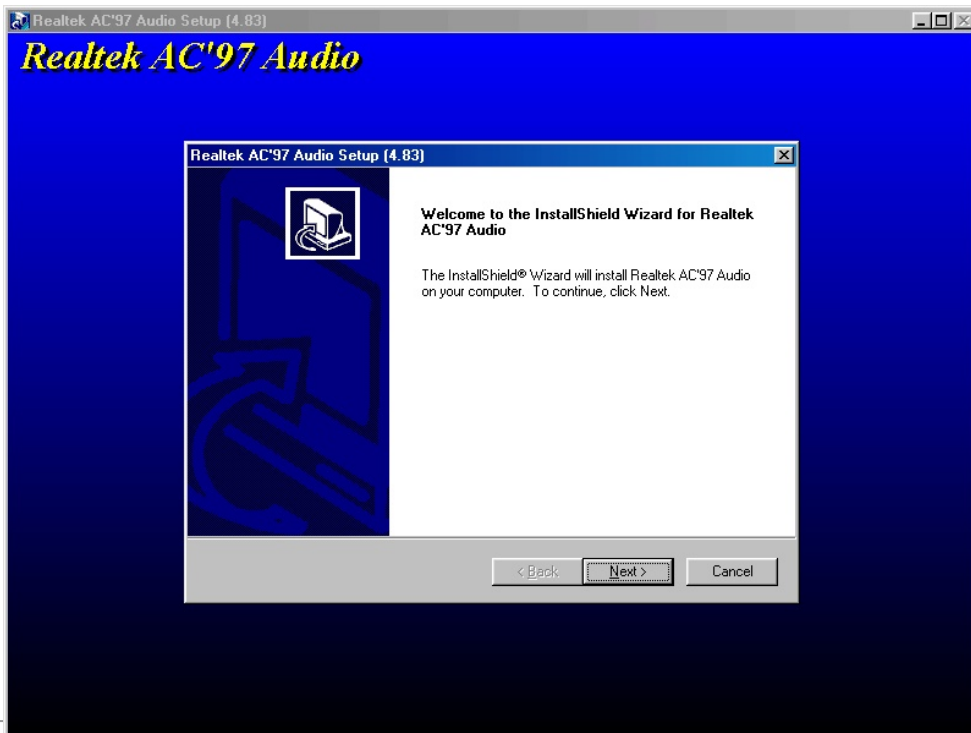 Realtek AC'97 Audio Setup (4.83)
Realtek AC'97 Audio
Realtek AC'97 Audio Setup (4.83)
Welcome to the InstallShield Wizard for Realtek
AC'97 Audio
The InstallShield® Wizard will install Realtek AC'97 Audio
on your computer.  To continue, click Next.
< Back
Next >
Cancel